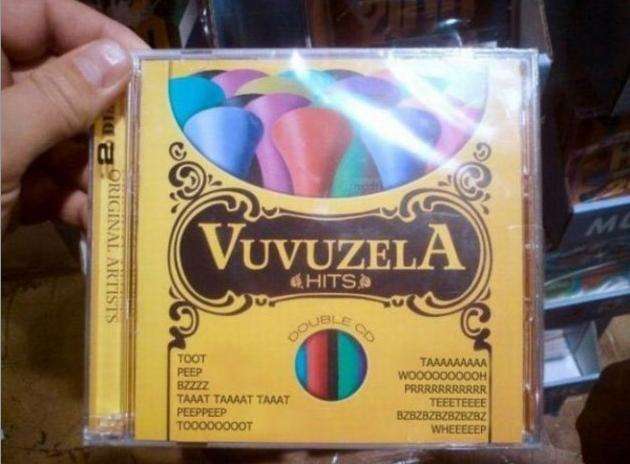 VUVUZELA
HITS
DOUBLE CD
TOOT
PEEP
BZZZZ
TAAAT TAAAAT TAAAT
PEEPPEEP
TOOOOOOOOT
TAAAAAAAAA
WOOOOOOOOOH
PRRRRRRRRRRR
TEEETEEEE
BZBZBZBZBZBZBZ
WHEEEEEP
2
ORIGINAL ARTISTS